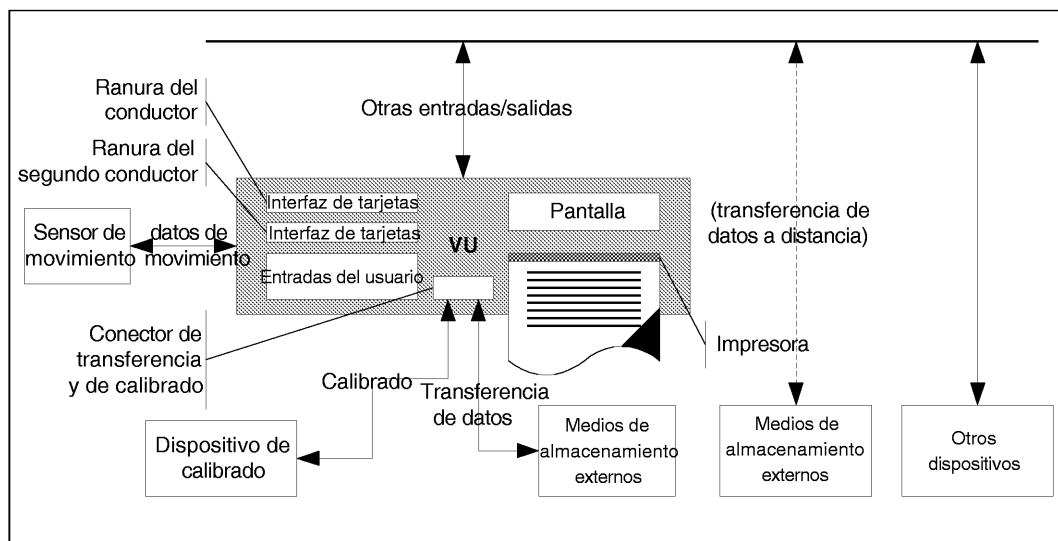 Ranura del
conductor
Otras entradas/salidas
Ranura del
segundo conductor
Interfaz de tarjetas
Interfaz de tarjetas
Pantalla
VU
(transferencia de
datos a distancia)
Sensor de
movimiento
datos de
movimiento
Entradas del usuario
Conector de
transferencia
y de calibrado
Impresora
Calibrado
Transferencia
de datos
Dispositivo de
calibrado
Medios de
almacenamiento
externos
Medios de
almacenamiento
externos
Otros
dispositivos